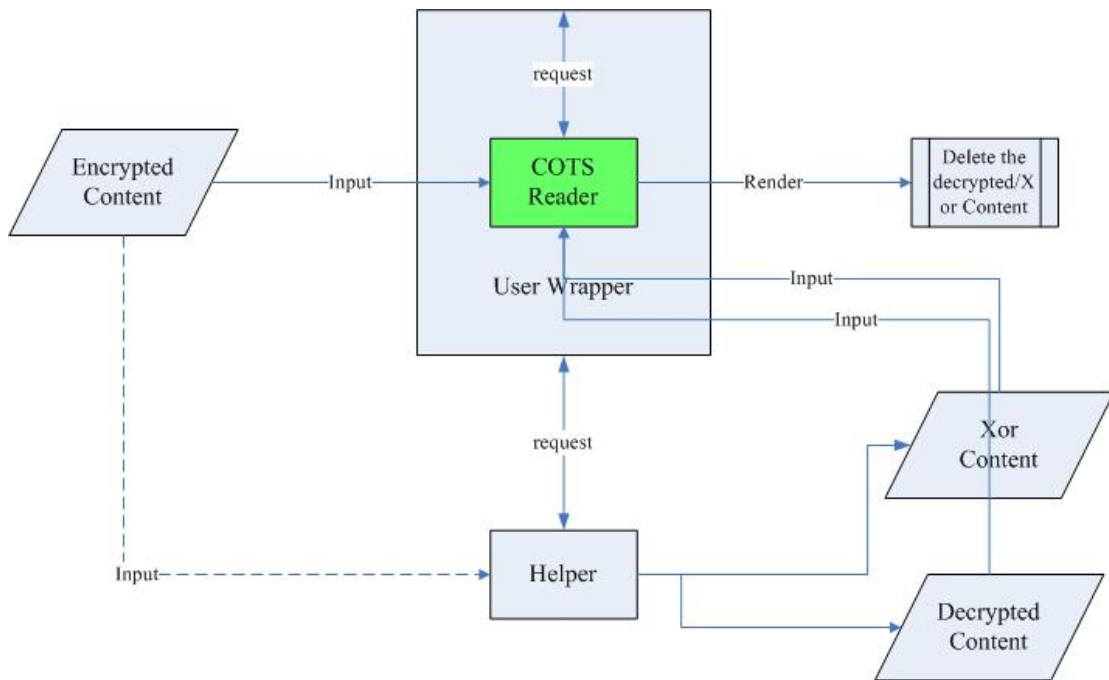 request
Encrypted
Content
Input
COTS
Reader
Render
Delete the
decrypted/X
or Content
User Wrapper
Input
Input
request
Xor
Content
Input
Helper
Decrypted
Content